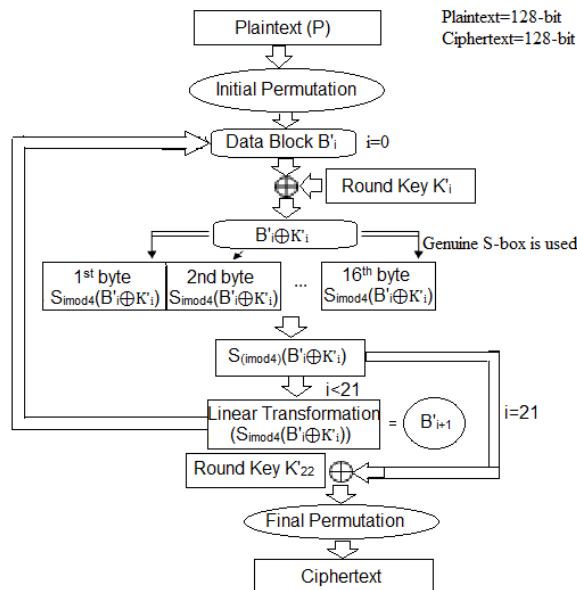 Plaintext (P)
Plaintext=128-bit
Ciphertext=128-bit
Initial Permutation
Data Block B'i
i=0
Round Key K'i
B'i⊕K'i
Genuine S-box is used
1st byte
Simod4(B'i⊕K'i)
2nd byte
Simod4(B'i⊕K'i)
...
16th byte
Simod4(B'i⊕K'i)
S(imod4)(B'i⊕K'i)
i<21
Linear Transformation
(Simod4(B'i⊕K'i))
=
B'i+1
i=21
Round Key K'22
Final Permutation
Ciphertext